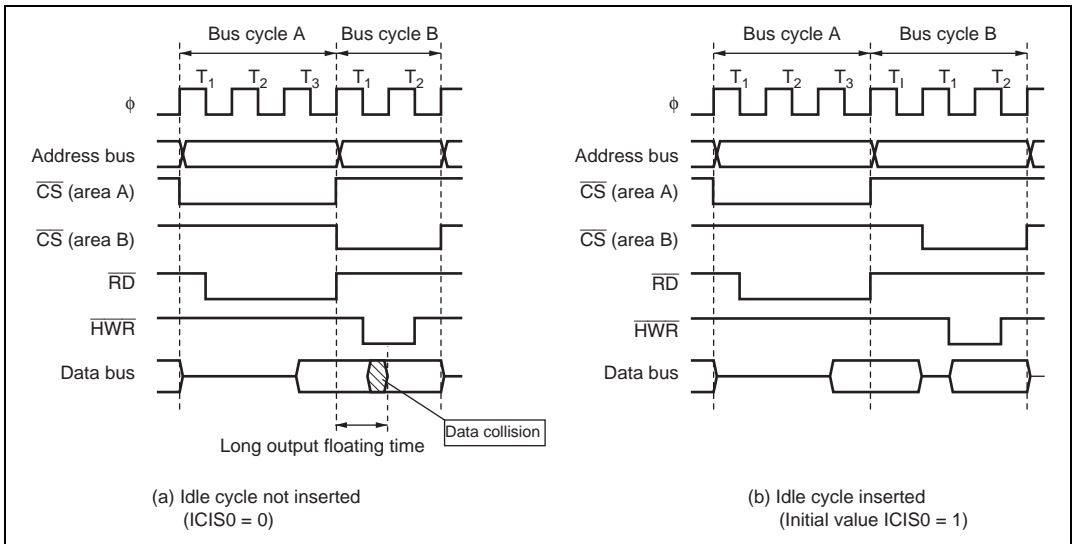 Bus cycle A Bus cycle B
T1 T2 T3 T1 T2
φ
Address bus
CS (area A)
CS (area B)
RD
HWR
Data bus
Data collision
Long output floating time
(a) Idle cycle not inserted
(ICIS0 = 0)
Bus cycle A Bus cycle B
T1 T2 T3 TI T1 T2
φ
Address bus
CS (area A)
CS (area B)
RD
HWR
Data bus
(b) Idle cycle inserted
(Initial value ICIS0 = 1)